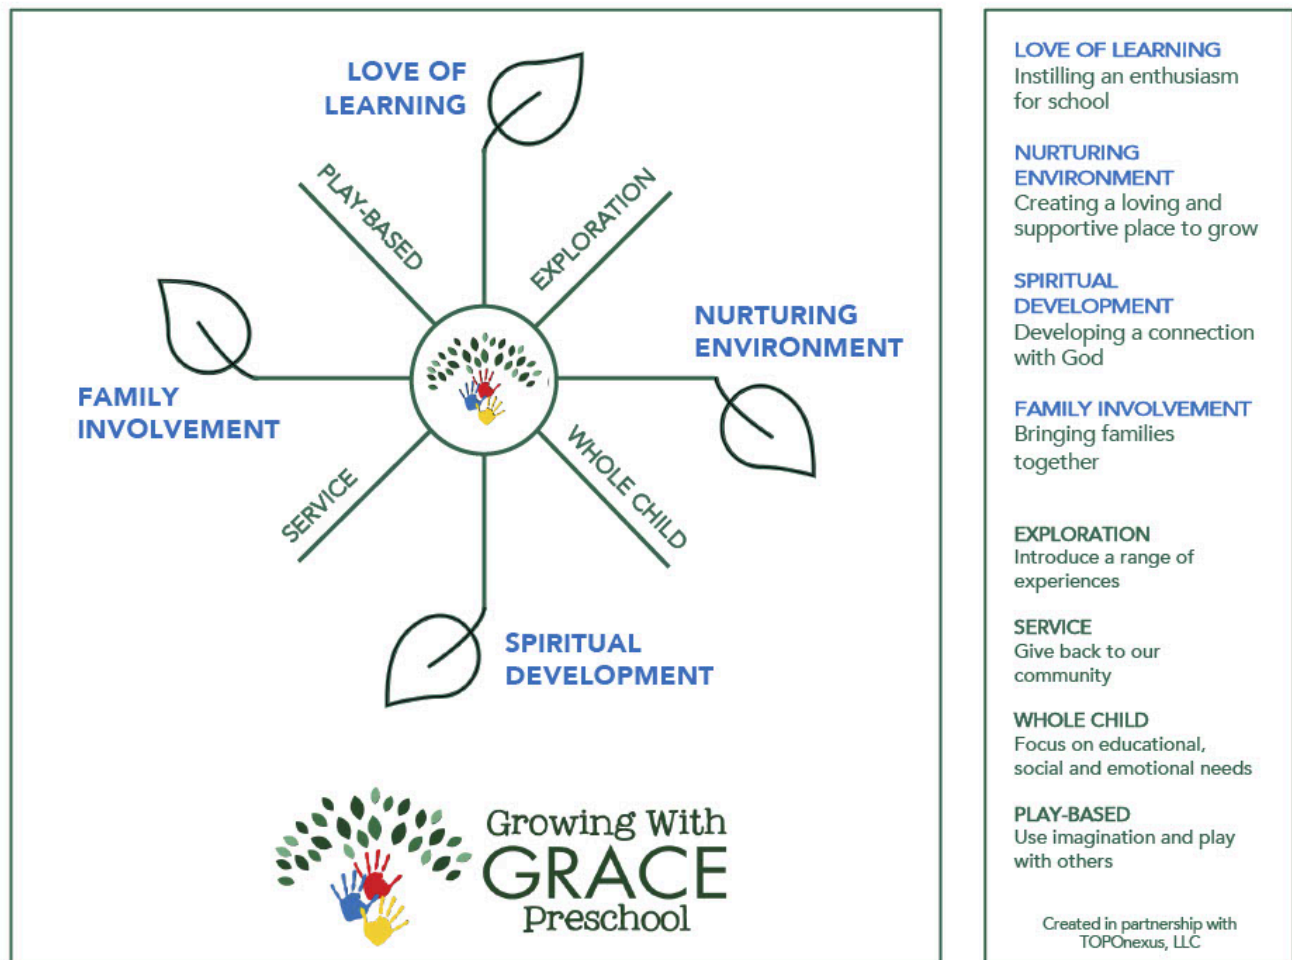 LOVE OF
LEARNING
PLAY-BASED
EXPLORATION
NURTURING
ENVIRONMENT
FAMILY
INVOLVEMENT
SERVICE
WHOLE CHILD
SPIRITUAL
DEVELOPMENT
Growing With
GRACE
Preschool
LOVE OF LEARNING
Instilling an enthusiasm
for school
NURTURING
ENVIRONMENT
Creating a loving and
supportive place to grow
SPIRITUAL
DEVELOPMENT
Developing a connection
with God
FAMILY INVOLVEMENT
Bringing families
together
EXPLORATION
Introduce a range of
experiences
SERVICE
Give back to our
community
WHOLE CHILD
Focus on educational,
social and emotional needs
PLAY-BASED
Use imagination and play
with others
Created in partnership with
TOPOnexus, LLC